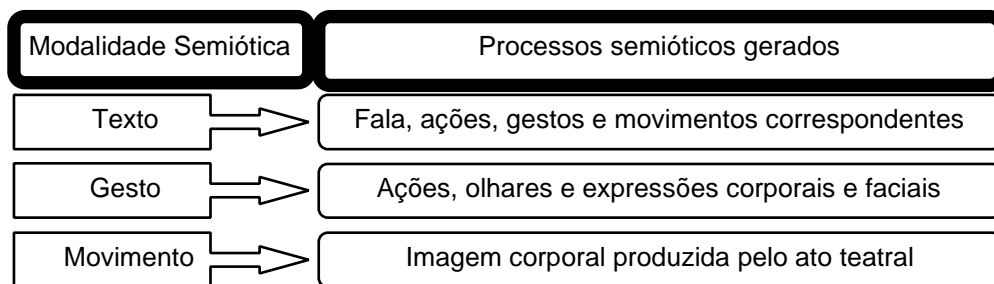 Modalidade Semiótica
Processos semióticos gerados
Texto
Fala, ações, gestos e movimentos correspondentes
Gesto
Ações, olhares e expressões corporais e faciais
Movimento
Imagem corporal produzida pelo ato teatral